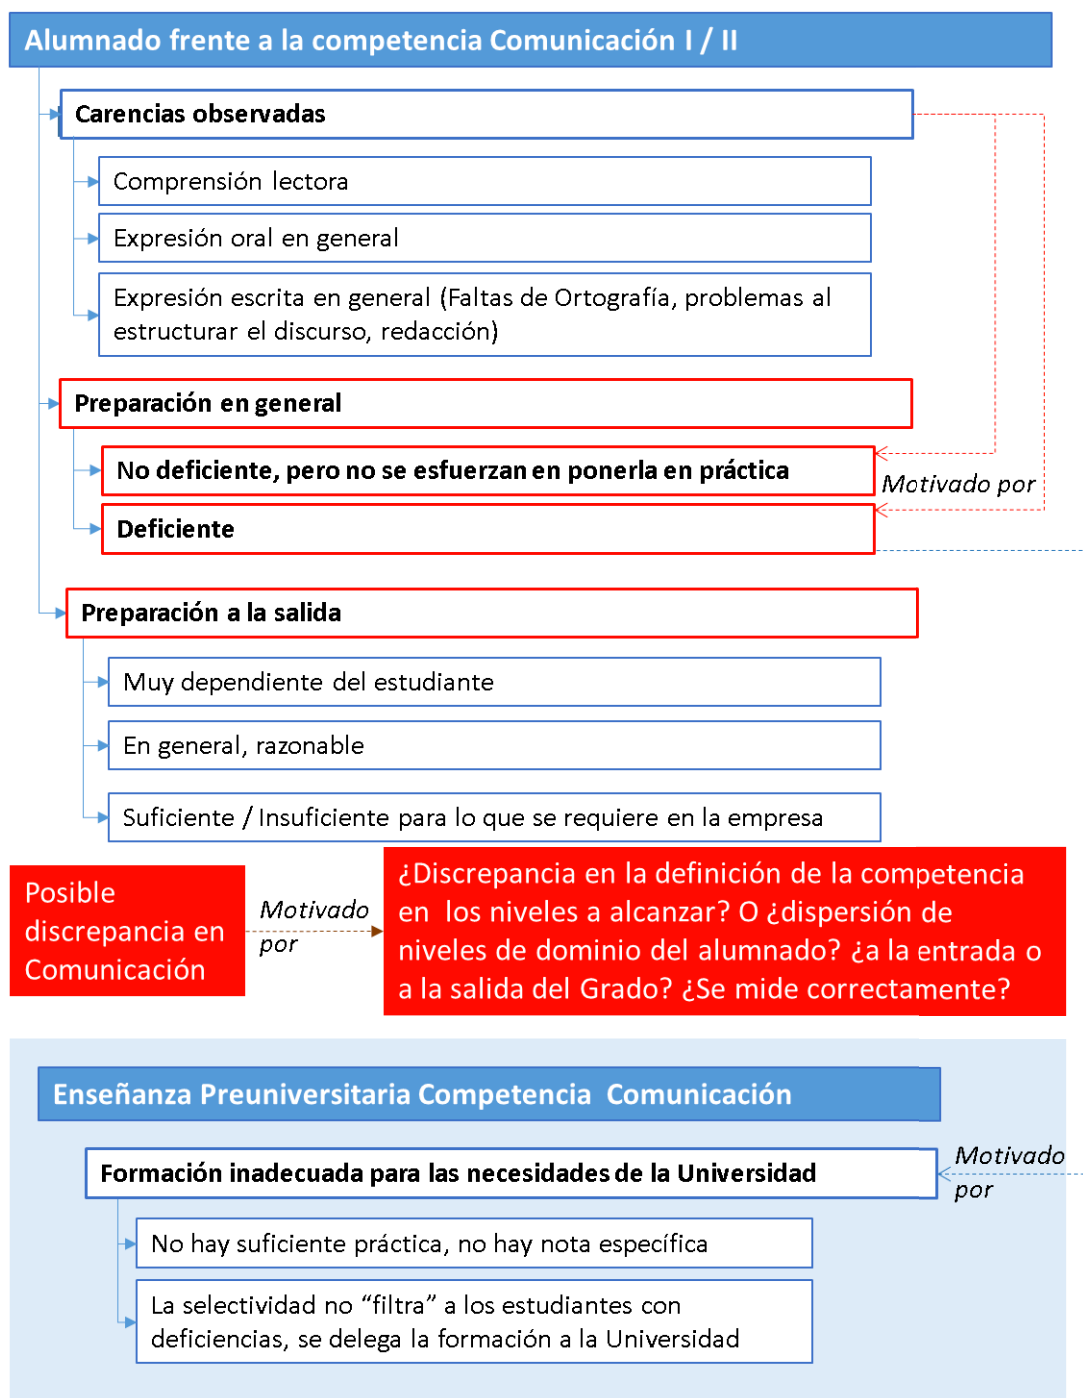 Alumnado frente a la competencia Comunicación I / II
Carencias observadas
Comprensión lectora
Expresión oral en general
Expresión escrita en general (Faltas de Ortografía, problemas al
estructurar el discurso, redacción)
Preparación en general
No deficiente, pero no se esfuerzan en ponerla en práctica
Motivado por
Deficiente
Preparación a la salida
Muy dependiente del estudiante
En general, razonable
Suficiente / Insuficiente para lo que se requiere en la empresa
Posible
discrepancia en
Comunicación
Motivado
por
¿Discrepancia en la definición de la competencia
en los niveles a alcanzar? O ¿dispersión de
niveles de dominio del alumnado? ¿a la entrada o
a la salida del Grado? ¿Se mide correctamente?
Enseñanza Preuniversitaria Competencia Comunicación
Formación inadecuada para las necesidades de la Universidad
Motivado
por
No hay suficiente práctica, no hay nota específica
La selectividad no “filtra” a los estudiantes con
deficiencias, se delega la formación a la Universidad